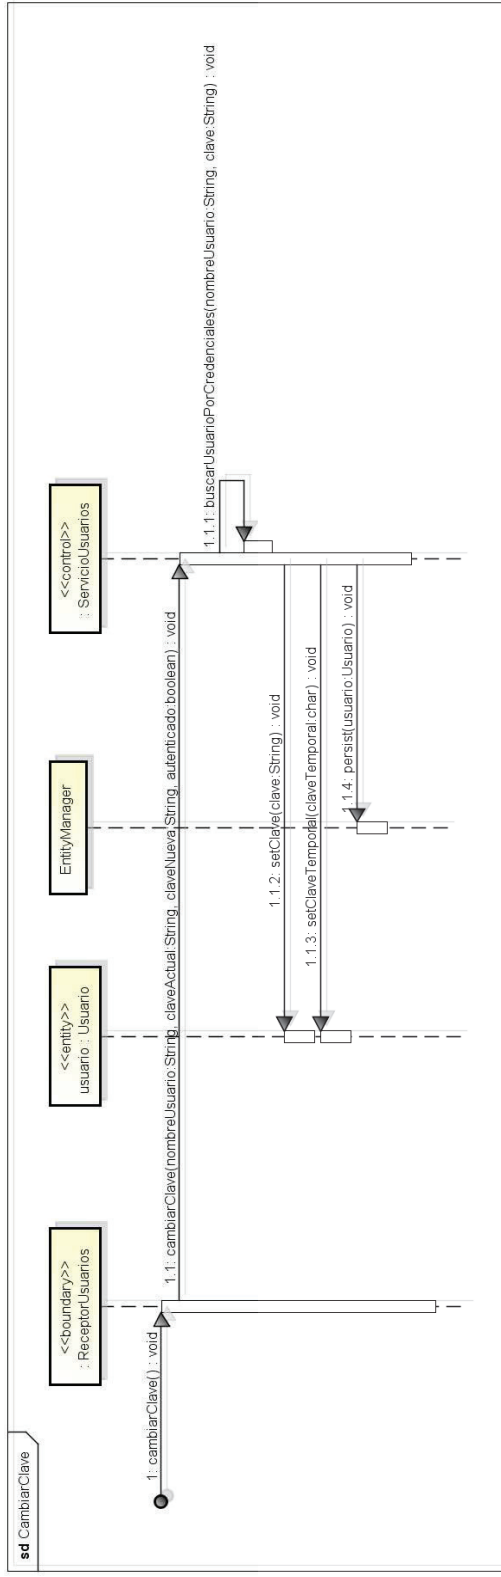 sd CambiarClave
<<boundary>>
: ReceptorUsuarios
<<entity>>
usuario : Usuario
EntityManager
<<control>>
: ServicioUsuarios
1: cambiarClave() : void
1.1: cambiarClave(nombreUsuario:String, claveActual:String, claveNueva:String, autenticado:boolean) : void
1.1.1: buscarUsuarioPorCredenciales(nombreUsuario:String, clave:String) : void
1.1.2: setClave(clave:String) : void
1.1.3: setClaveTemporal(claveTemporal:char) : void
1.1.4: persist(usuario:Usuario) : void